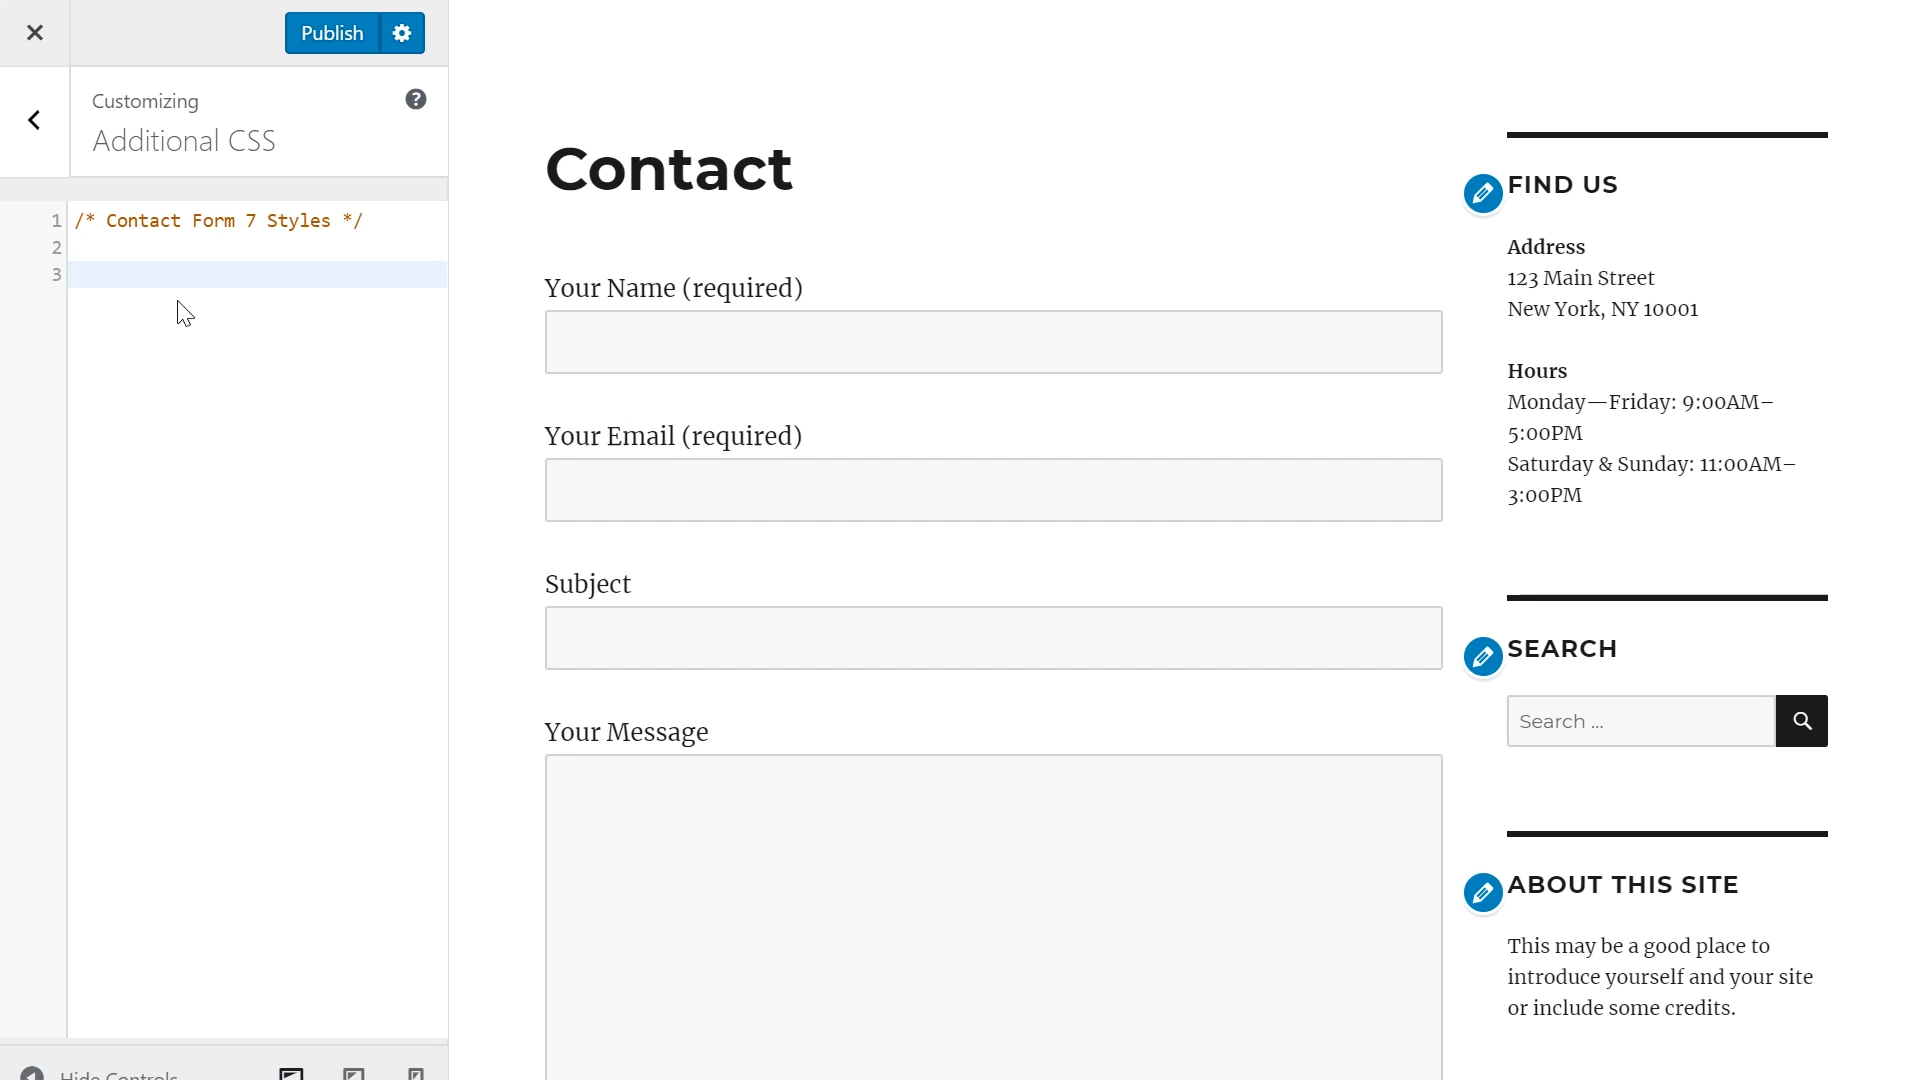 Publish
Customizing
Additional CSS
1 /* Contact Form 7 Styles */
2
3
Hide Controls
Contact
Your Name (required)
Your Email (required)
Subject
Your Message
FIND US
Address
123 Main Street
New York, NY 10001
Hours
Monday—Friday: 9:00AM–
5:00PM
Saturday & Sunday: 11:00AM–
3:00PM
SEARCH
Search …
ABOUT THIS SITE
This may be a good place to
introduce yourself and your site
or include some credits.